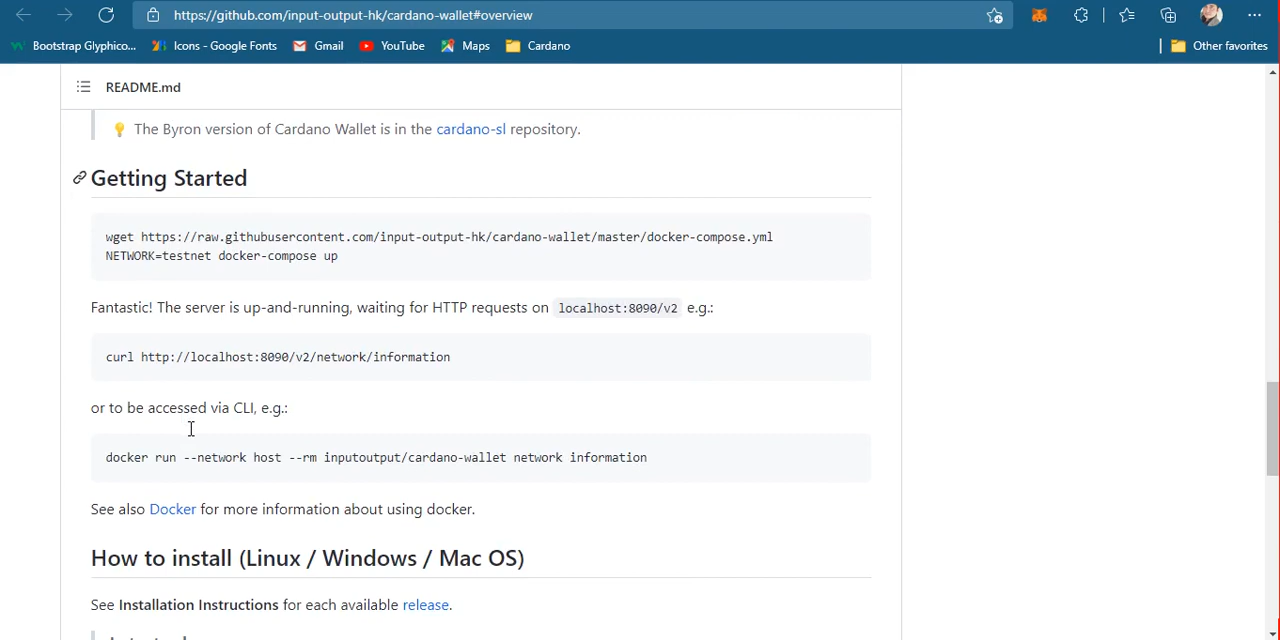 https://github.com/input-output-hk/cardano-wallet#overview
Bootstrap Glyphico... Icons - Google Fonts Gmail YouTube Maps Cardano Other favorites
README.md
The Byron version of Cardano Wallet is in the cardano-sl repository.
Getting Started
wget https://raw.githubusercontent.com/input-output-hk/cardano-wallet/master/docker-compose.yml
NETWORK=testnet docker-compose up
Fantastic! The server is up-and-running, waiting for HTTP requests on localhost:8090/v2 e.g.:
curl http://localhost:8090/v2/network/information
or to be accessed via CLI, e.g.:
docker run --network host --rm inputoutput/cardano-wallet network information
See also Docker for more information about using docker.
How to install (Linux / Windows / Mac OS)
See Installation Instructions for each available release.